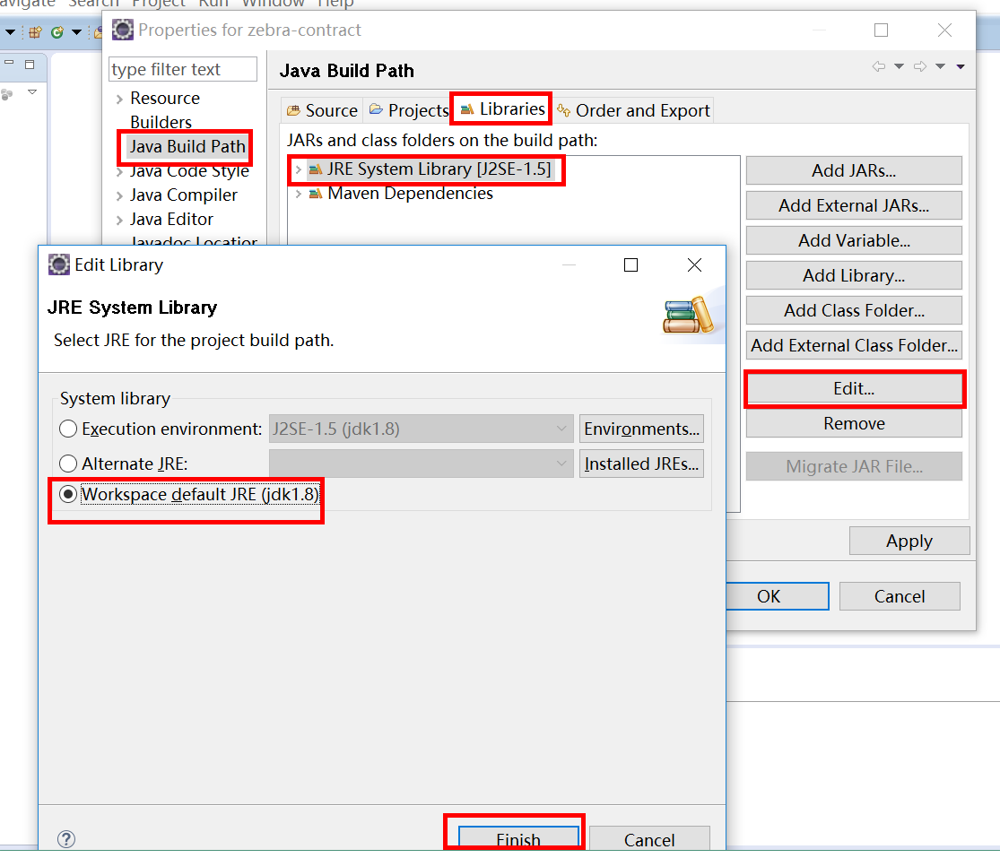 avigate Search Project Run Window Help
Properties for zebra-contract
type filter text
Java Build Path
Resource
Builders
Java Build Path
Java Code Style
Java Compiler
Java Editor
Javadoc Location
Source
Projects
Libraries
Order and Export
JARs and class folders on the build path:
JRE System Library [J2SE-1.5]
Maven Dependencies
Add JARs...
Add External JARs...
Add Variable...
Add Library...
Add Class Folder...
Add External Class Folder...
Edit...
Remove
Migrate JAR File...
Apply
OK
Cancel
Edit Library
JRE System Library
Select JRE for the project build path.
System library
Execution environment:
J2SE-1.5 (jdk1.8)
Environments...
Alternate JRE:
Installed JREs...
Workspace default JRE (jdk1.8)
?
Finish
Cancel